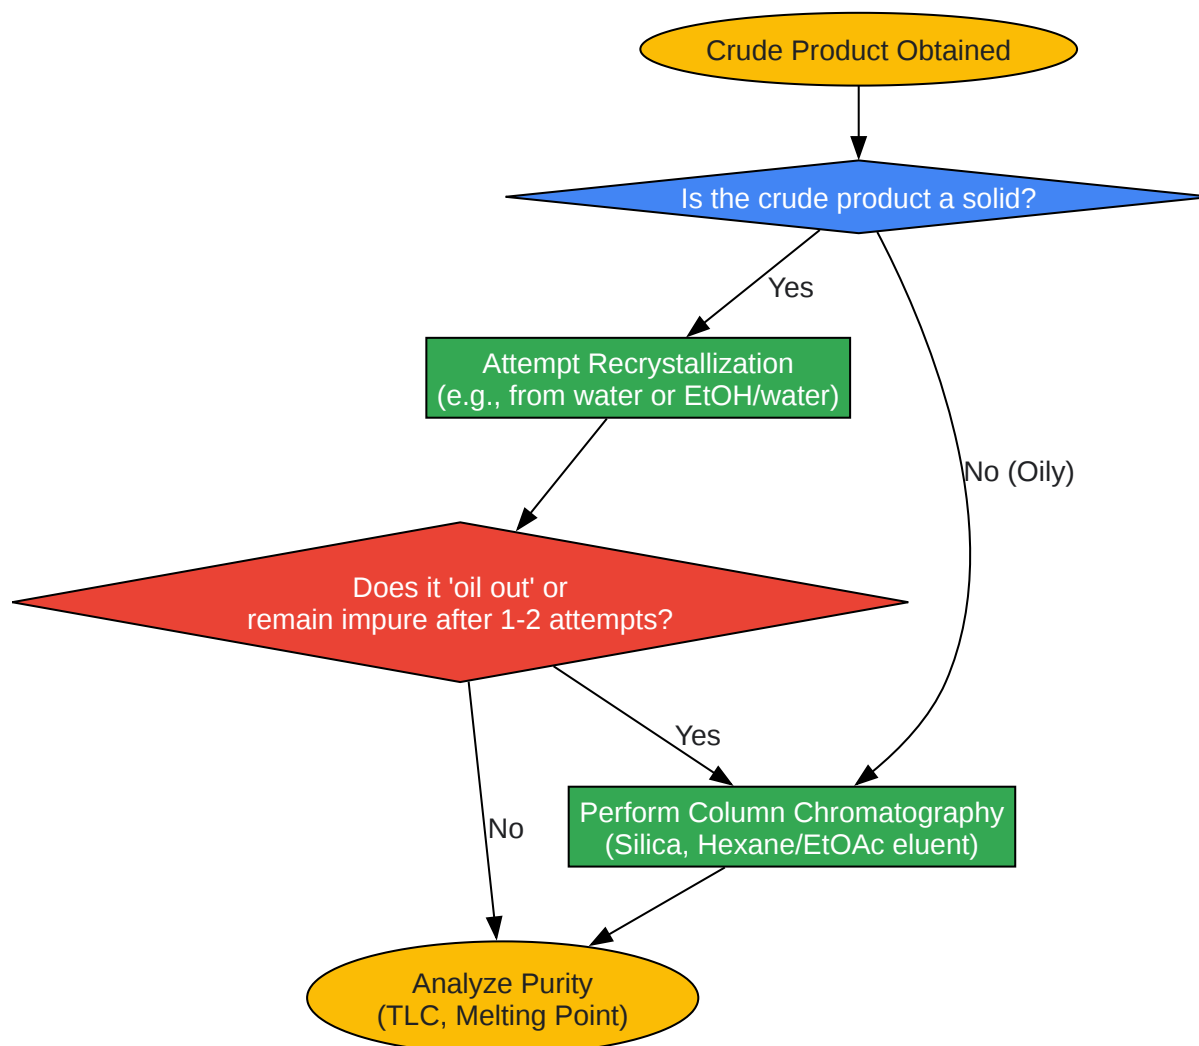 Crude Product Obtained
Is the crude product a solid?
Yes
Attempt Recrystallization
(e.g., from water or EtOH/water)
No (Oily)
Does it 'oil out' or
remain impure after 1-2 attempts?
Yes
Perform Column Chromatography
(Silica, Hexane/EtOAc eluent)
No
Analyze Purity
(TLC, Melting Point)